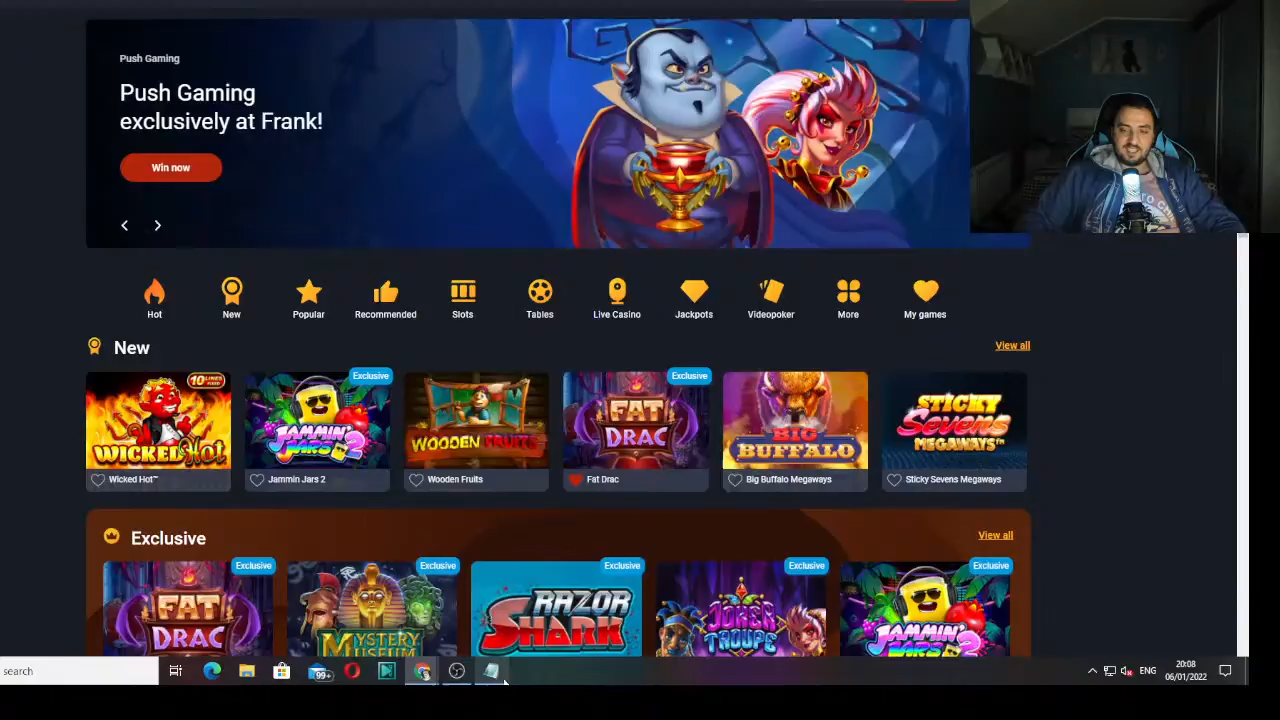 Push Gaming
Push Gaming
exclusively at Frank!
Win now
Hot
New
Popular
Recommended
Slots
Tables
Live Casino
Jackpots
Videopoker
More
My games
New
View all
10 LINES
FIXED
WICKED Hot
Wicked Hot™
Exclusive
JAMMIN' JARS 2
Jammin Jars 2
WOODEN FRUITS
Wooden Fruits
Exclusive
FAT DRAC
Fat Drac
BIG BUFFALO
Big Buffalo Megaways
STICKY Sevens MEGAWAYS™
Sticky Sevens Megaways
Exclusive
View all
Exclusive
FAT DRAC
Exclusive
MYSTERY MUSEUM
Exclusive
RAZOR SHARK
Exclusive
JOKER TROUPE
Exclusive
JAMMIN' JARS 2
search
99+
ENG
20:08
06/01/2022